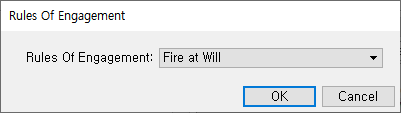 Rules Of Engagement
Rules Of Engagement: Fire at Will
OK Cancel